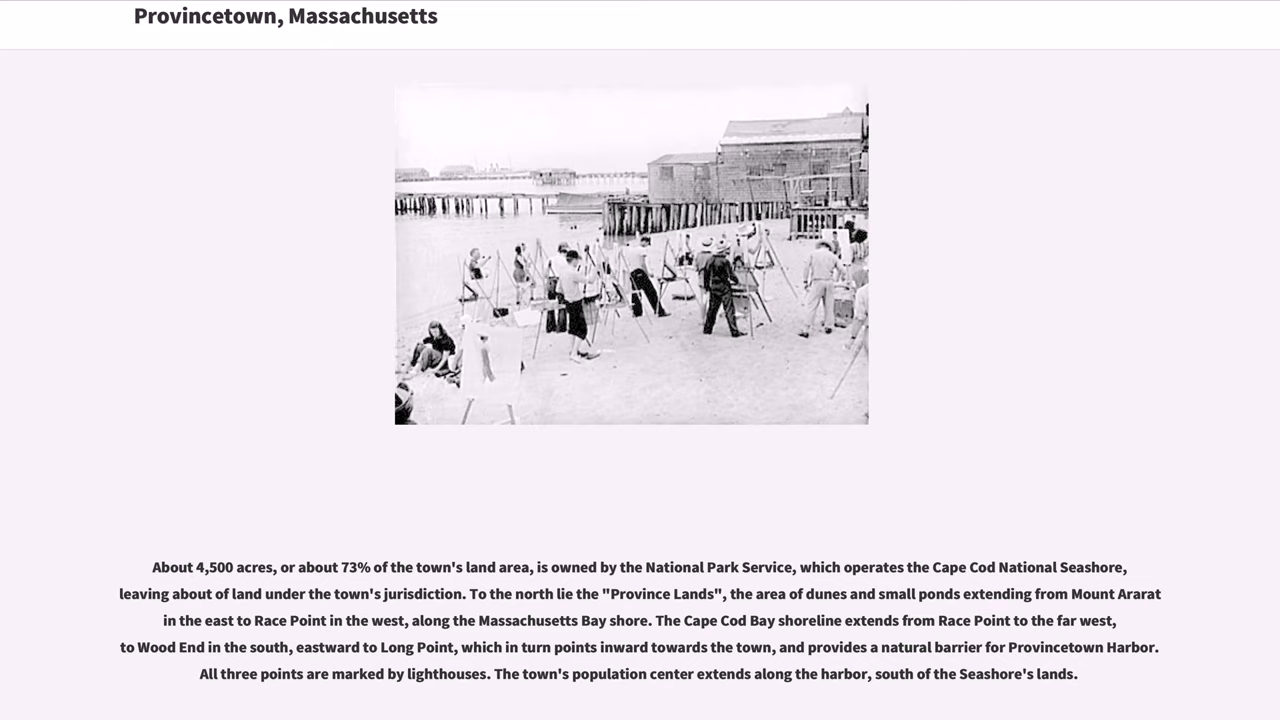 Provincetown, Massachusetts
About 4,500 acres, or about 73% of the town's land area, is owned by the National Park Service, which operates the Cape Cod National Seashore,
leaving about of land under the town's jurisdiction. To the north lie the "Province Lands", the area of dunes and small ponds extending from Mount Ararat
in the east to Race Point in the west, along the Massachusetts Bay shore. The Cape Cod Bay shoreline extends from Race Point to the far west,
to Wood End in the south, eastward to Long Point, which in turn points inward towards the town, and provides a natural barrier for Provincetown Harbor.
All three points are marked by lighthouses. The town's population center extends along the harbor, south of the Seashore's lands.